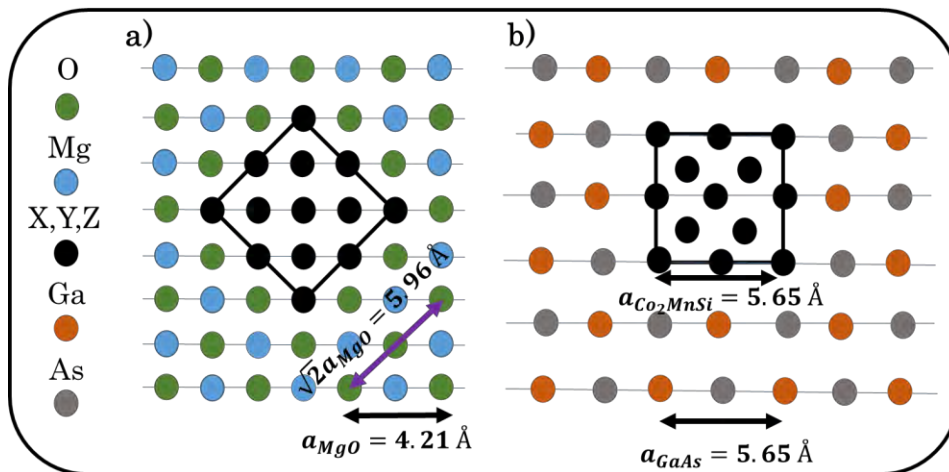 a)
b)
O
Mg
X,Y,Z
Ga
As
√2a_MgO = 5.96 Å
a_MgO = 4.21 Å
a_Co₂MnSi = 5.65 Å
a_GaAs = 5.65 Å